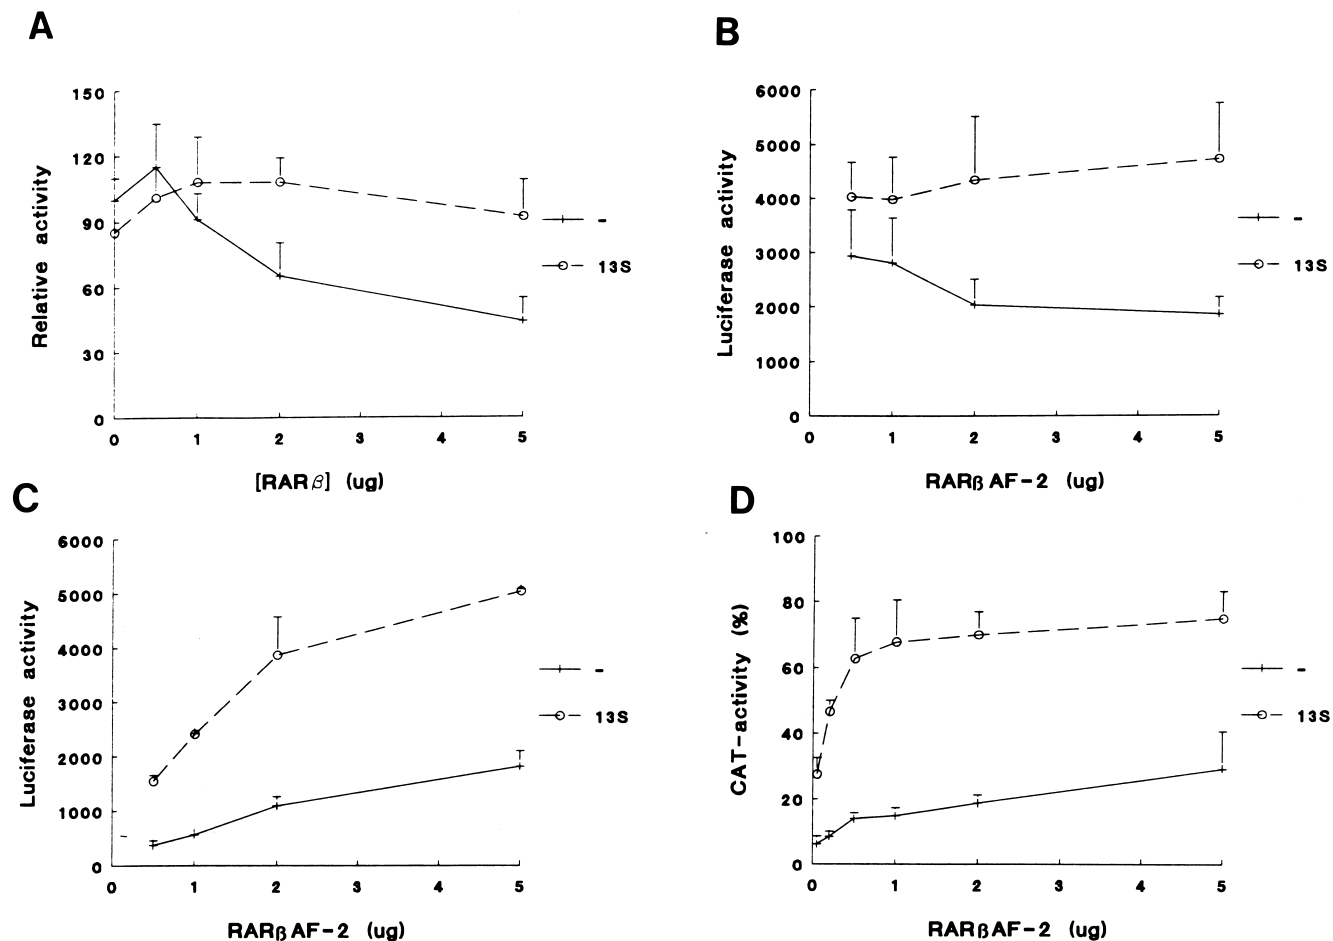 A
150
120
90
60
30
0
Relative activity
0 1 2 3 4 5
[RARβ] (ug)
-
13S
B
6000
5000
4000
3000
2000
1000
0
Luciferase activity
0 1 2 3 4 5
RARβ AF-2 (ug)
-
13S
C
6000
5000
4000
3000
2000
1000
0
Luciferase activity
0 1 2 3 4 5
RARβ AF-2 (ug)
-
13S
D
100
80
60
40
20
0
CAT-activity (%)
0 1 2 3 4 5
RARβ AF-2 (ug)
-
13S